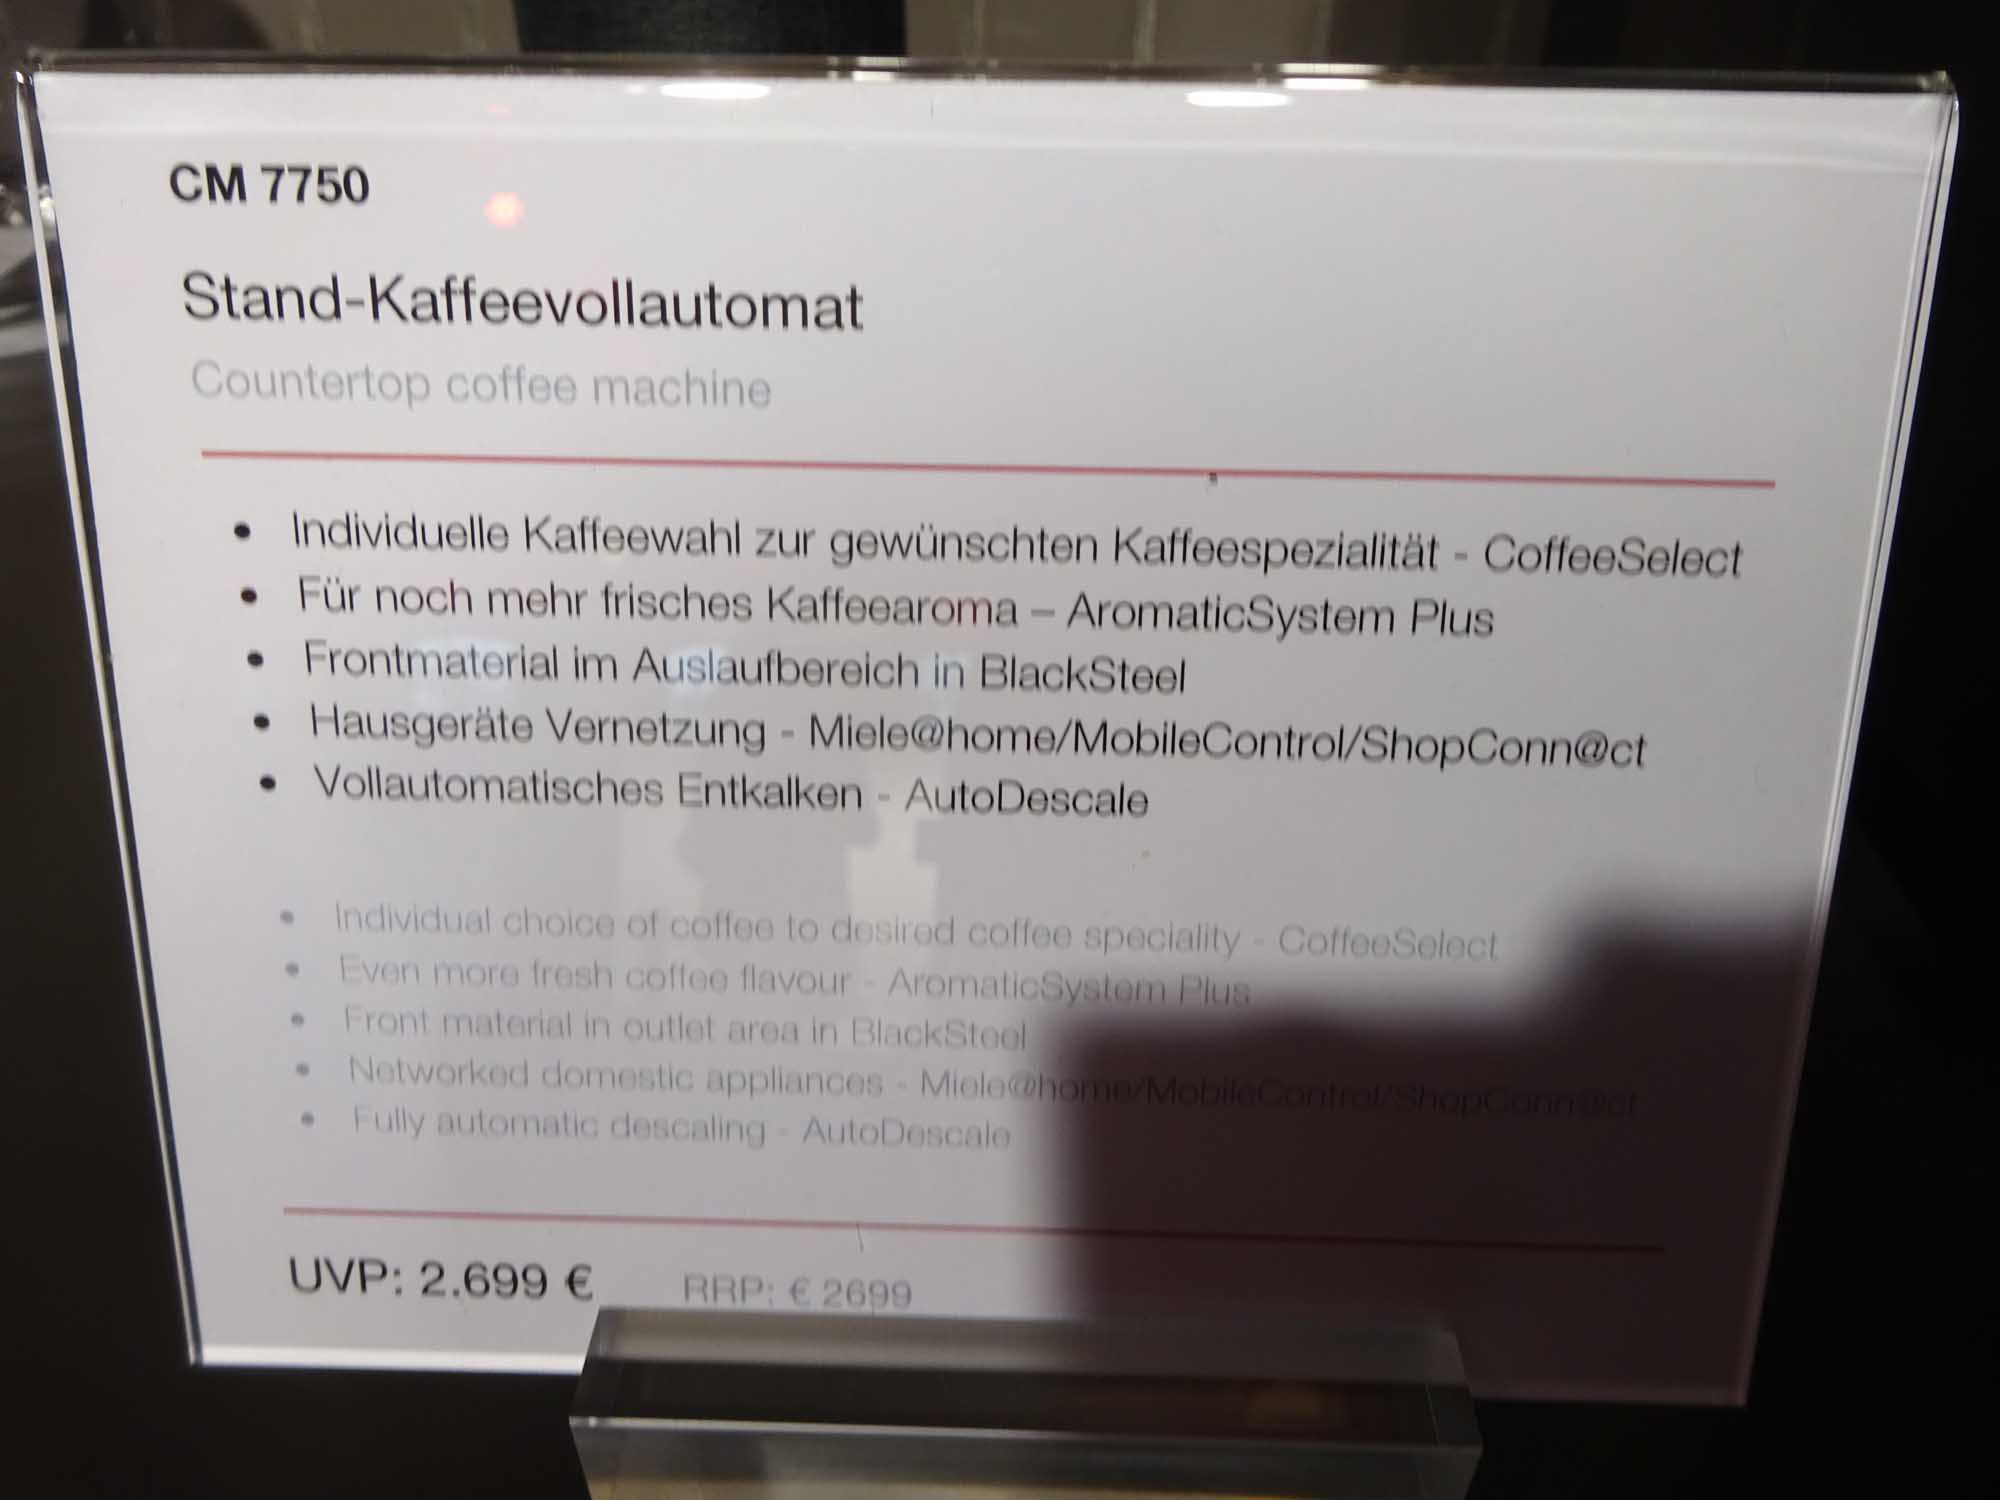 CM 7750
Stand-Kaffeevollautomat
Countertop coffee machine
• Individuelle Kaffeewahl zur gewünschten Kaffeespezialität - CoffeeSelect
• Für noch mehr frisches Kaffeearoma – AromaticSystem Plus
• Frontmaterial im Auslaufbereich in BlackSteel
• Hausgeräte Vernetzung - Miele@home/MobileControl/ShopConn@ct
• Vollautomatisches Entkalken - AutoDescale
• Individual choice of coffee to desired coffee speciality - CoffeeSelect
• Even more fresh coffee flavour - AromaticSystem Plus
• Front material in outlet area in BlackSteel
• Networked domestic appliances - Miele@home/MobileControl/ShopConn@ct
• Fully automatic descaling - AutoDescale
UVP: 2.699 € RRP: € 2699